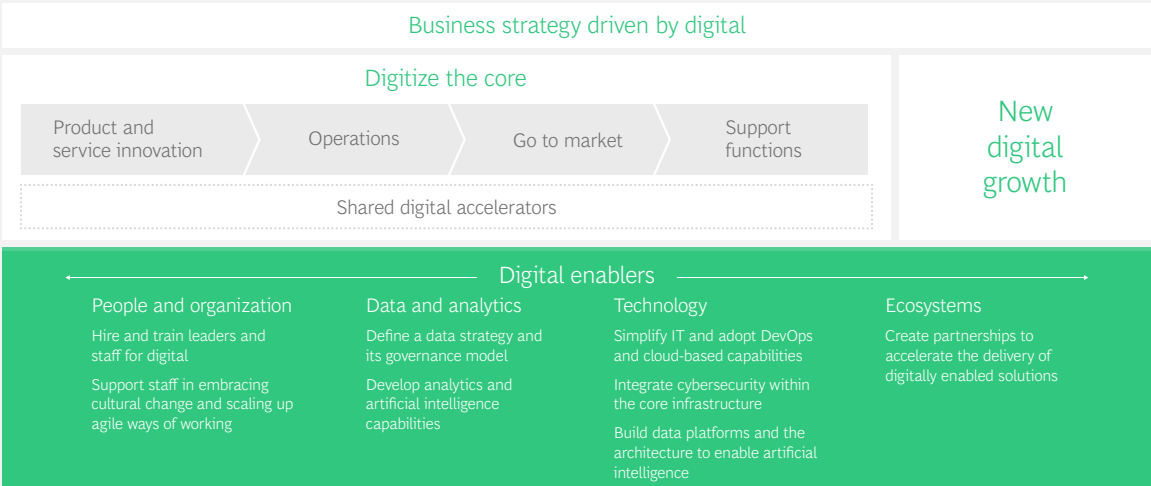 Business strategy driven by digital
Digitize the core
Product and
service innovation
Operations
Go to market
Support
functions
Shared digital accelerators
New
digital
growth
Digital enablers
People and organization
Hire and train leaders and
staff for digital
Support staff in embracing
cultural change and scaling up
agile ways of working
Data and analytics
Define a data strategy and
its governance model
Develop analytics and
artificial intelligence
capabilities
Technology
Simplify IT and adopt DevOps
and cloud-based capabilities
Integrate cybersecurity within
the core infrastructure
Build data platforms and the
architecture to enable artificial
intelligence
Ecosystems
Create partnerships to
accelerate the delivery of
digitally enabled solutions